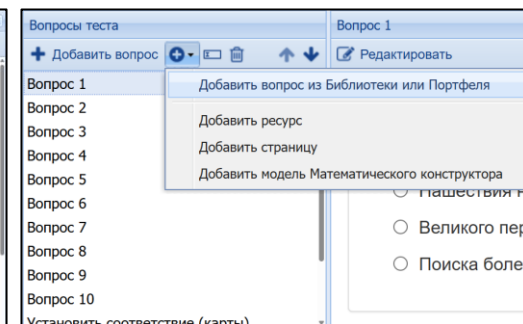 Вопросы теста
Вопрос 1
Добавить вопрос
Редактировать
Вопрос 1
Вопрос 2
Вопрос 3
Вопрос 4
Вопрос 5
Вопрос 6
Вопрос 7
Вопрос 8
Вопрос 9
Вопрос 10
Установить соответствие (карты)
Добавить вопрос из Библиотеки или Портфеля
Добавить ресурс
Добавить страницу
Добавить модель Математического конструктора
Нашествия
Великого
Поиска